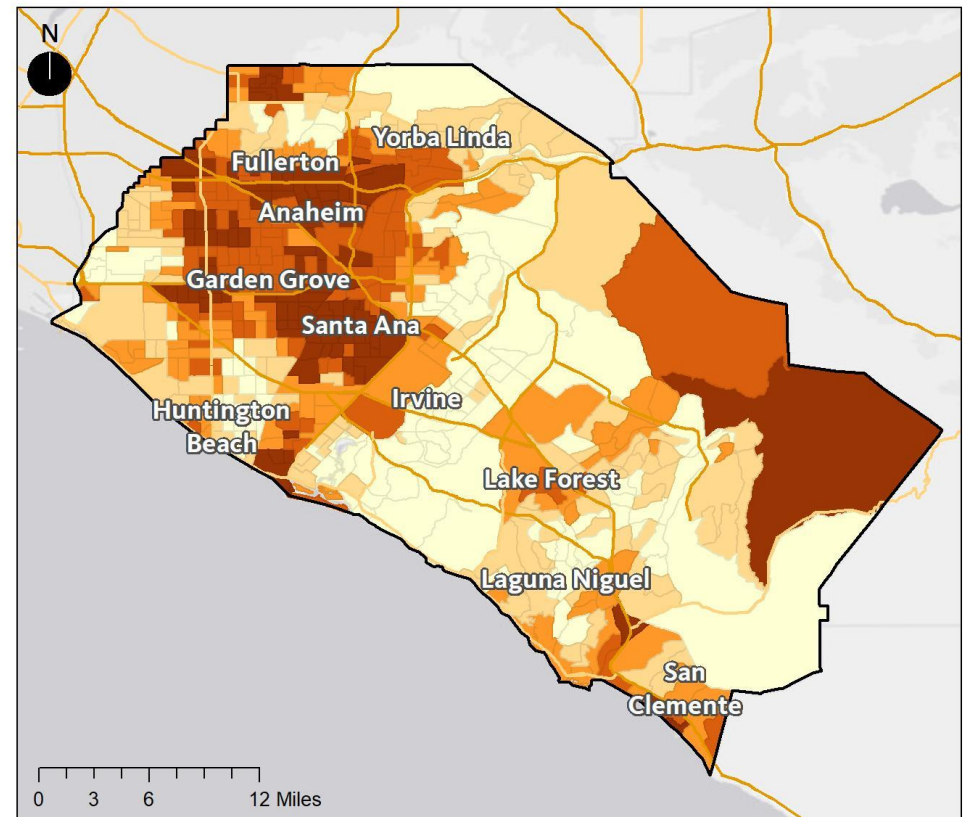 N
Yorba Linda
Fullerton
Anaheim
Garden Grove
Santa Ana
Irvine
Huntington
Beach
Lake Forest
Laguna Niguel
San
Clemente
0 3 6 12 Miles